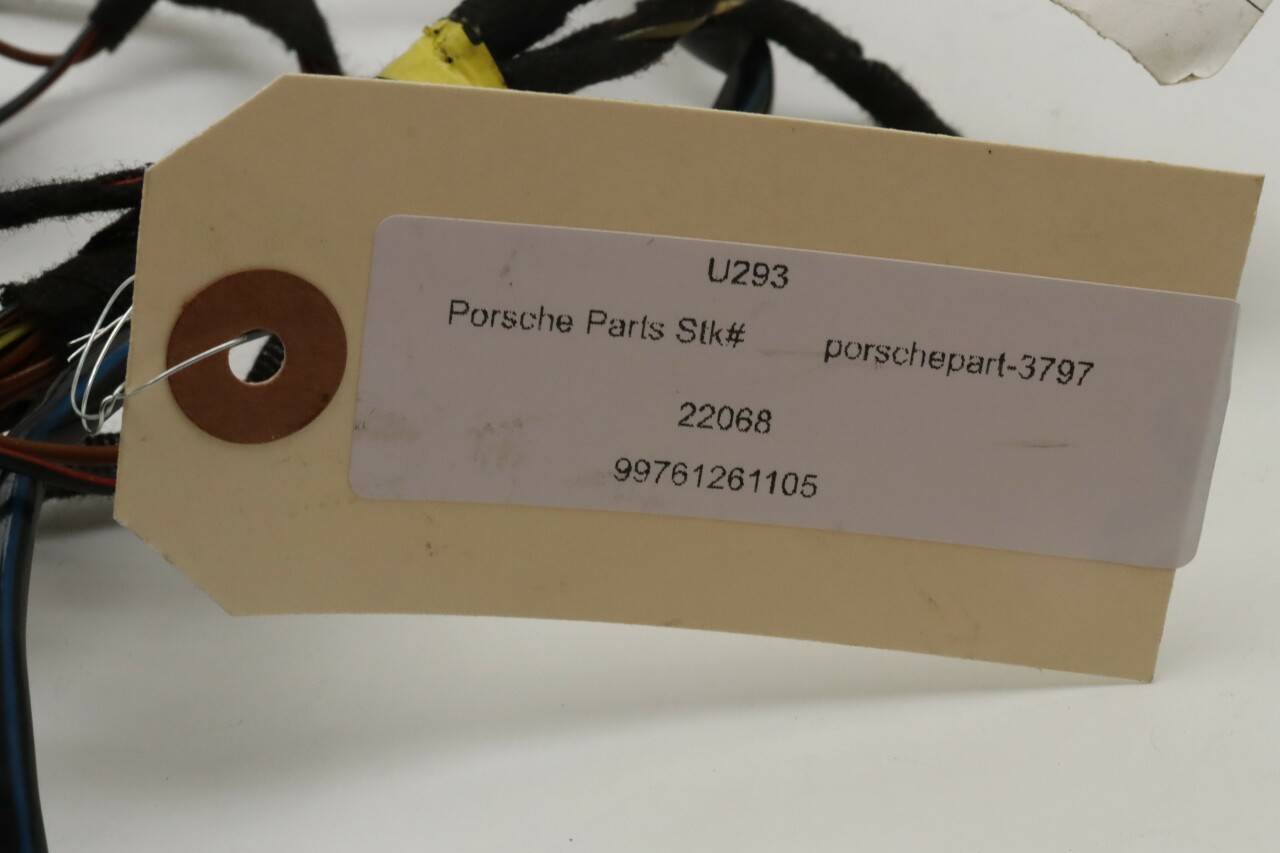 U293
Porsche Parts Stk# porschepart-3797
22068
99761261105